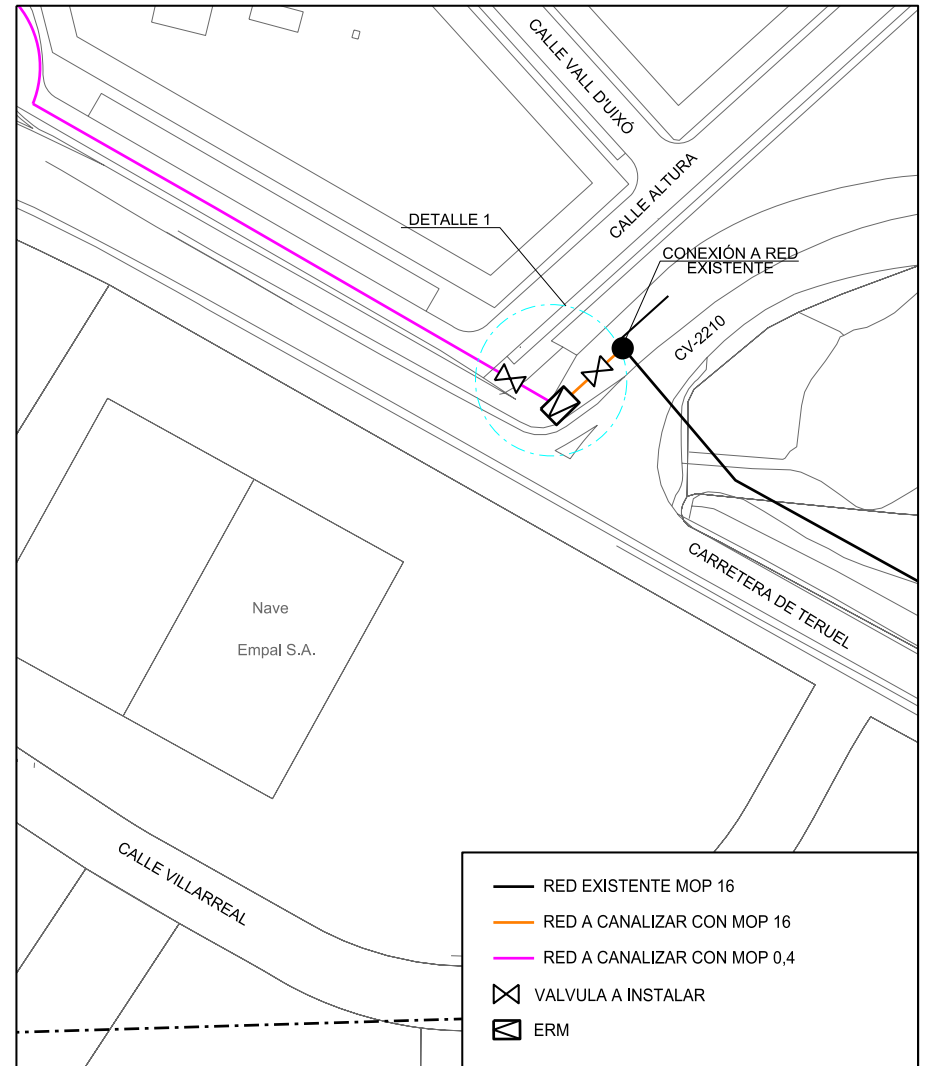 CALLE VALL D'UIXÓ
CALLE ALTURA
DETALLE 1
CONEXIÓN A RED
EXISTENTE
CV-2210
CARRETERA DE TERUEL
Nave
Empal S.A.
CALLE VILLARREAL
RED EXISTENTE MOP 16
RED A CANALIZAR CON MOP 16
RED A CANALIZAR CON MOP 0,4
VALVULA A INSTALAR
ERM